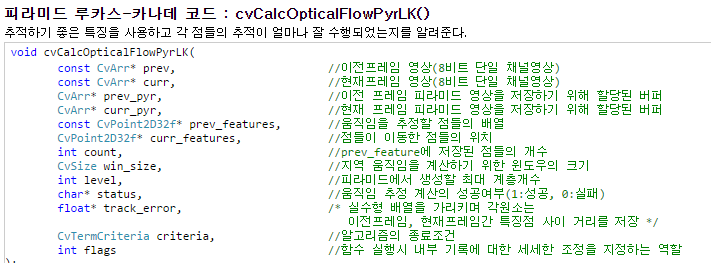 피라미드 루카스-카나데 코드 : cvCalcOpticalFlowPyrLK()
추적하기 좋은 특징을 사용하고 각 점들의 추적이 얼마나 잘 수행되었는지를 알려준다.
void cvCalcOpticalFlowPyrLK(
const CvArr* prev, //이전프레임 영상(8비트 단일 채널영상)
const CvArr* curr, //현재프레임 영상(8비트 단일 채널영상)
CvArr* prev_pyr, //이전 프레임 피라미드 영상을 저장하기 위해 할당된 버퍼
CvArr* curr_pyr, //현재 프레임 피라미드 영상을 저장하기 위해 할당된 버퍼
const CvPoint2D32f* prev_features, //움직임을 추정할 점들의 배열
CvPoint2D32f* curr_features, //점들이 이동한 점들의 위치
int count, //prev_feature에 저장된 점들의 개수
CvSize win_size, //지역 움직임을 계산하기 위한 윈도우의 크기
int level, //피라미드에서 생성할 최대 계층개수
char* status, //움직임 추정 계산의 성공여부(1:성공, 0:실패)
float* track_error, /* 실수형 배열을 가리키며 각원소는
이전프레임, 현재프레임간 특징점 사이 거리를 저장 */
CvTermCriteria criteria, //알고리즘의 종료조건
int flags //함수 실행시 내부 기록에 대한 세세한 조정을 지정하는 역할